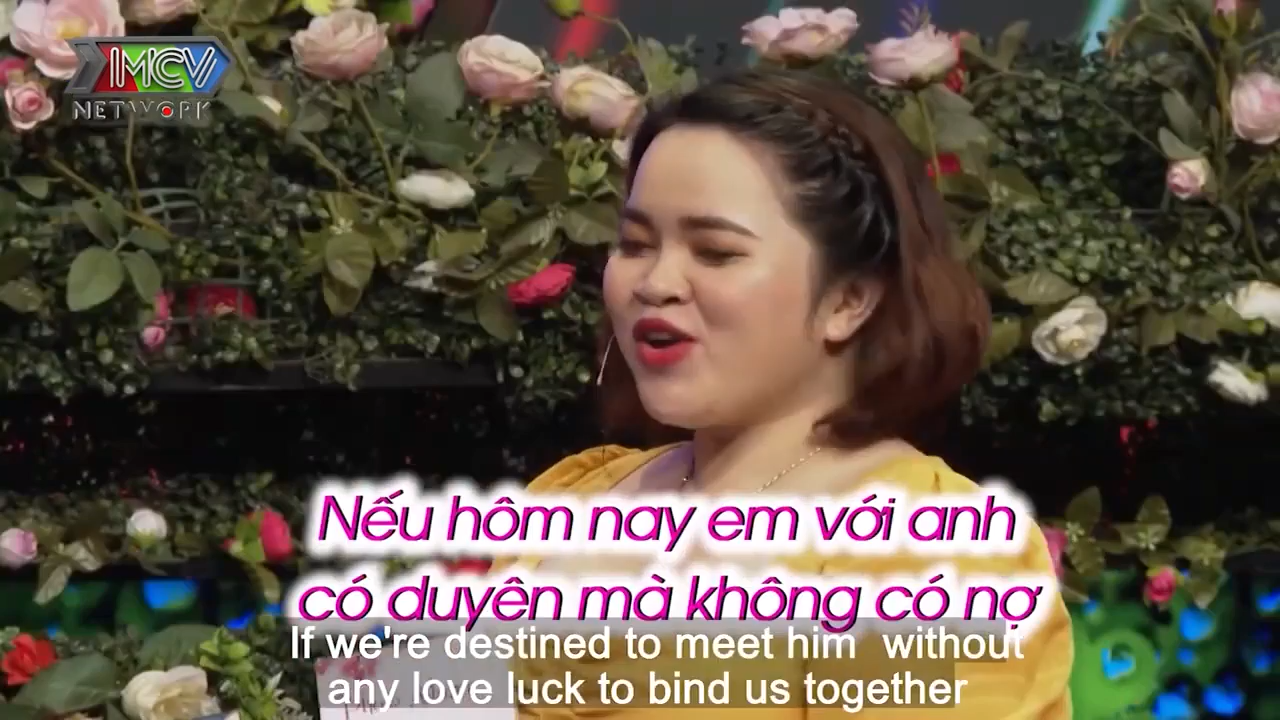 MCV
NETWORK
Nếu hôm nay em với anh
có duyên mà không có nợ
If we're destined to meet him without
any love luck to bind us together